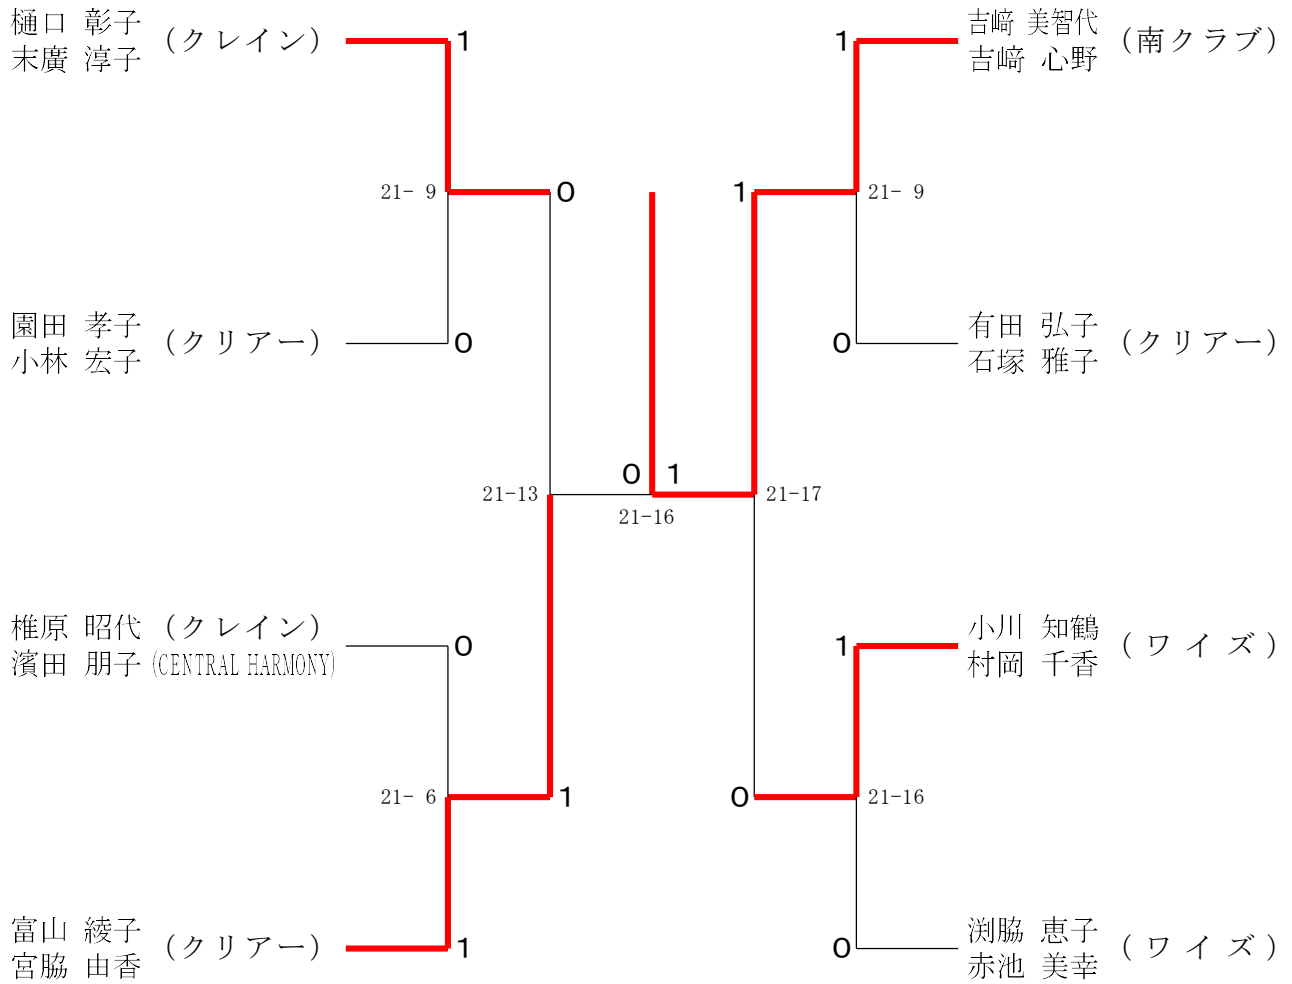 樋口 彰子
末廣 淳子
(クレイン)
1
21- 9
0
園田 孝子
小林 宏子
(クリアー)
0
21-13
椎原 昭代 (クレイン)
濱田 朋子 (CENTRAL HARMONY)
0
21- 6
1
富山 綾子
宮脇 由香
(クリアー)
1
0 1
21-16
1
吉﨑 美智代
吉﨑 心野
(南クラブ)
1
21- 9
0
有田 弘子
石塚 雅子
(クリアー)
21-17
1
小川 知鶴
村岡 千香
(ワイズ)
0
21-16
0
渕脇 恵子
赤池 美幸
(ワイズ)